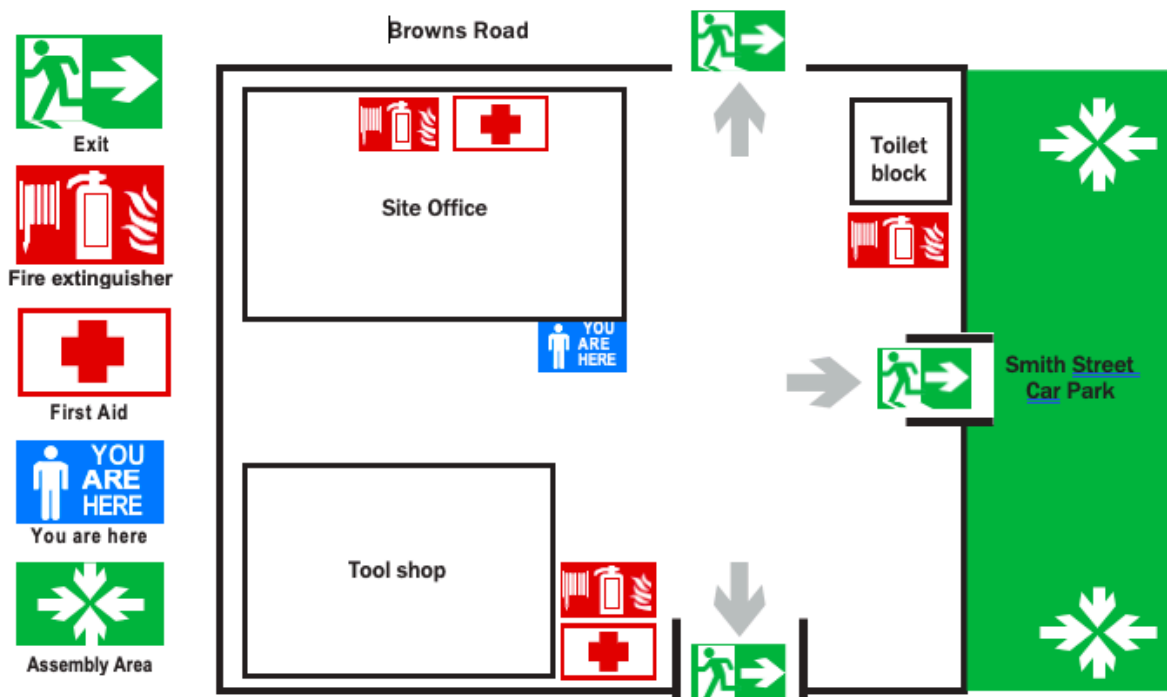 Browns Road
Exit
Fire extinguisher
First Aid
YOU
ARE
HERE
You are here
Assembly Area
Site Office
YOU
ARE
HERE
Toilet
block
Smith Street
Car Park
Tool shop